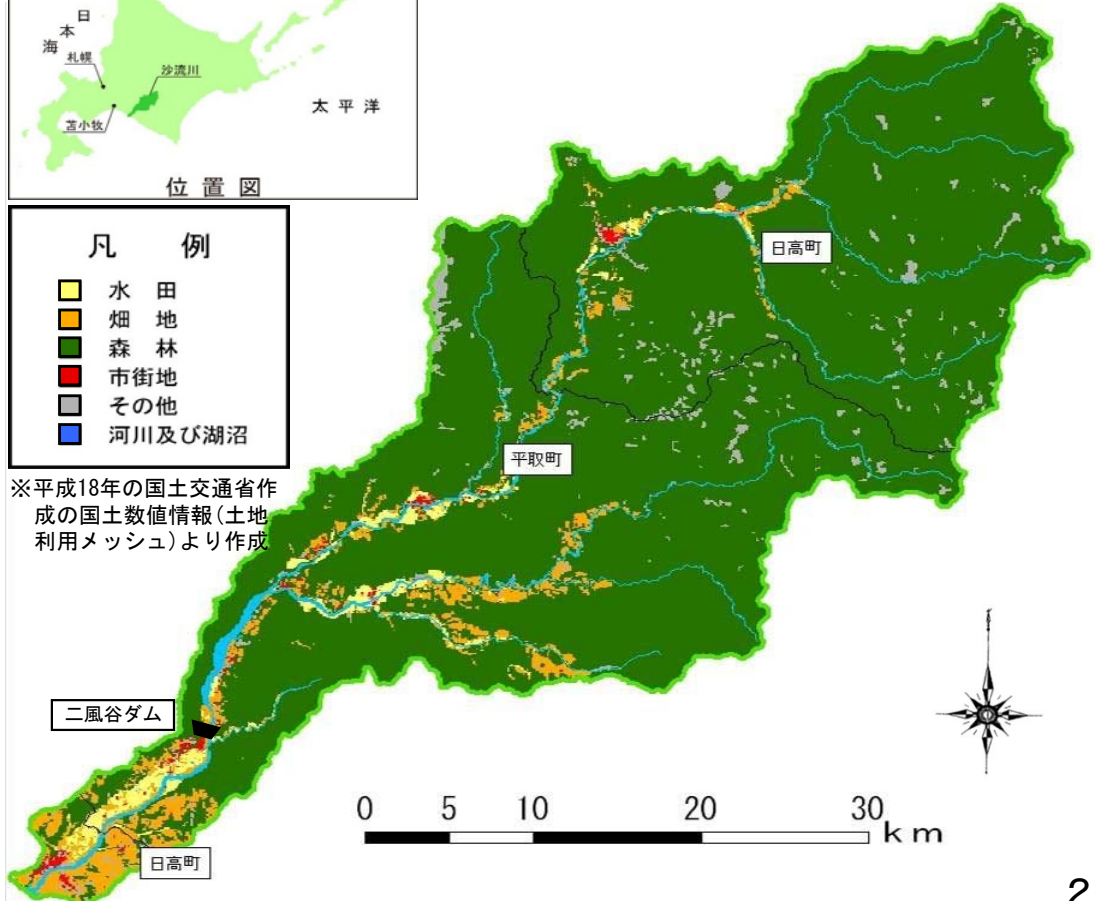 日
本
海
札幌
沙流川
苫小牧
太 平 洋
位 置 図
凡 例
水 田
畑 地
森 林
市街地
その他
河川及び湖沼
※平成18年の国土交通省作
成の国土数値情報(土地
利用メッシュ)より作成
日高町
平取町
二風谷ダム
日高町
0 5 10 20 30
km
2